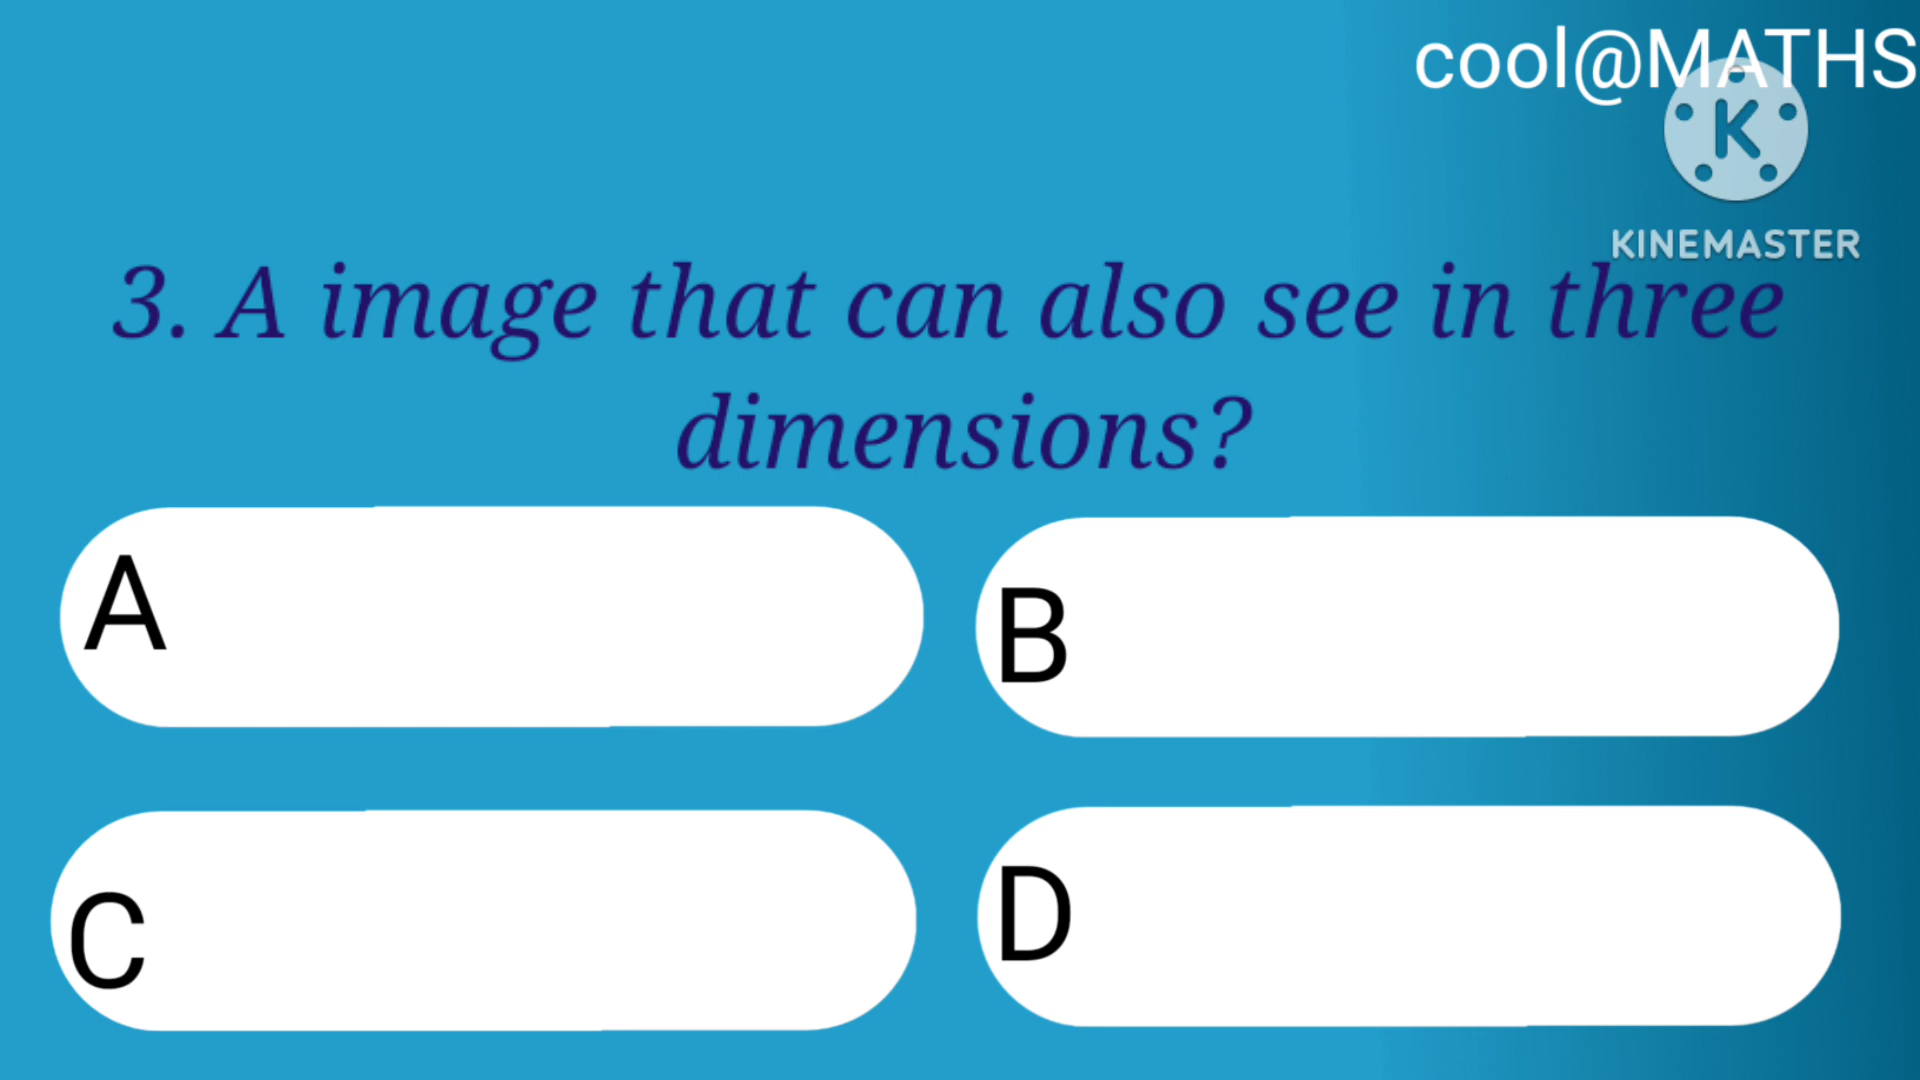 cool@MATHS
KINEMASTER
3. A image that can also see in three
dimensions?
A
B
C
D